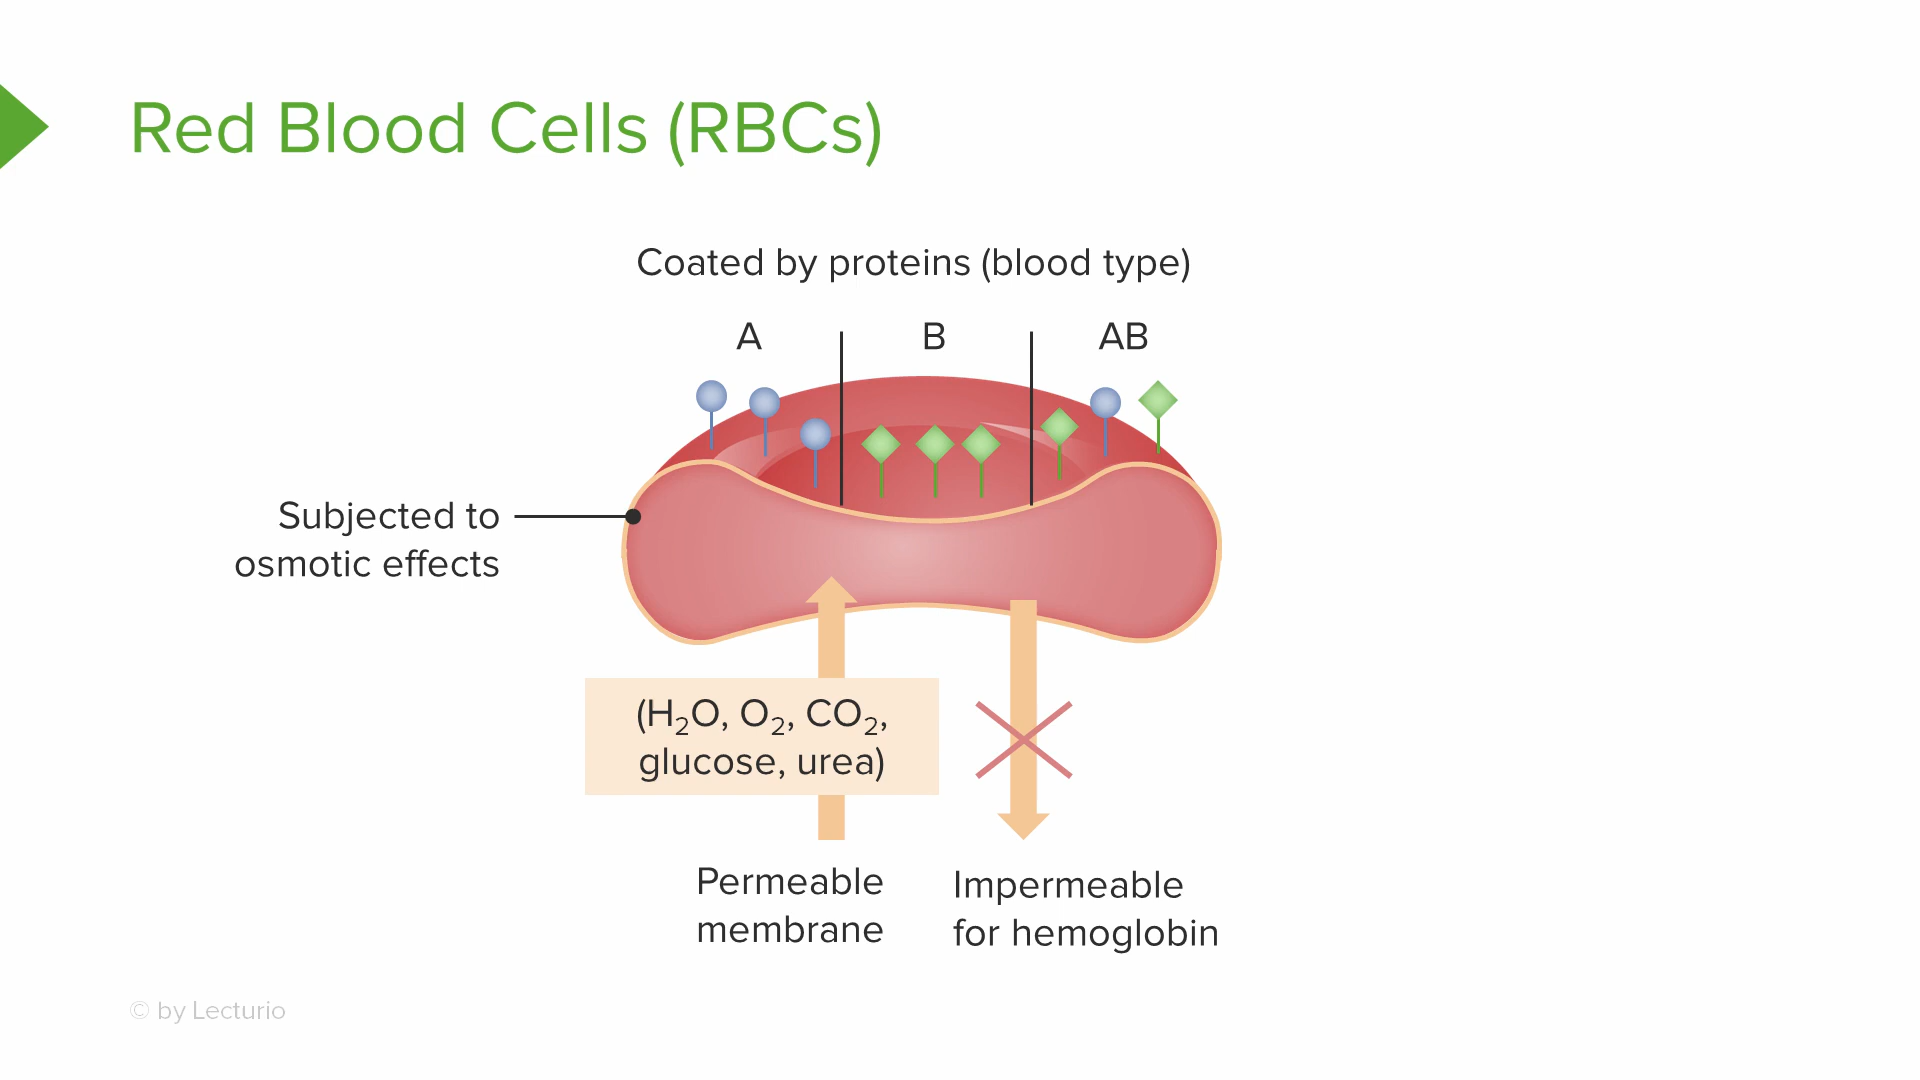 Red Blood Cells (RBCs)
Coated by proteins (blood type)
A
B
AB
Subjected to
osmotic effects
(H₂O, O₂, CO₂,
glucose, urea)
Permeable
membrane
Impermeable
for hemoglobin
© by Lecturio